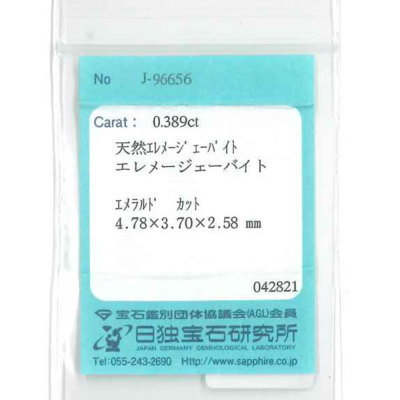 No J-96656
Carat： 0.389ct
天然ｴﾚﾒｰｼﾞｪｰﾊﾞｲﾄ
エレメージェーバイト
ｴﾒﾗﾙﾄﾞ ｶｯﾄ
4.78×3.70×2.58 mm
042821
宝石鑑別団体協議会(AGL)会員
日独宝石研究所
JAPAN GERMANY GEMMOLOGICAL LABORATORY
Tel：055-243-2690 http://www.sapphire.co.jp